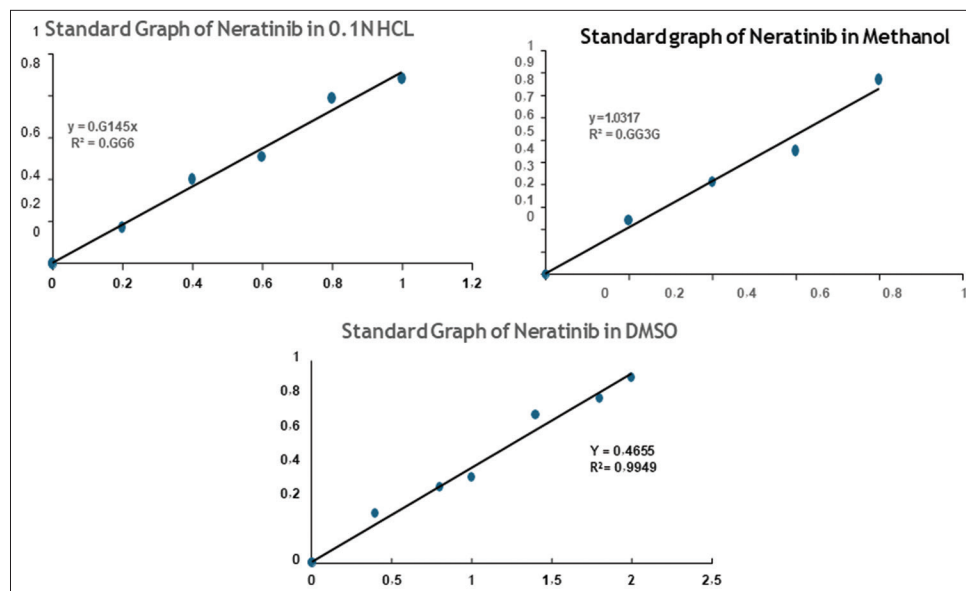 Standard Graph of Neratinib in 0.1N HCL
1
0.8
0.6
0.4
0.2
0
y = 0.G145x
R² = 0.GG6
0 0.2 0.4 0.6 0.8 1 1.2
Standard graph of Neratinib in Methanol
1
0.9
0.8
0.7
0.6
0.5
0.4
0.3
0.2
0.1
0
y=1.0317
R² = 0.GG3G
0 0.2 0.4 0.6 0.8 1
Standard Graph of Neratinib in DMSO
1
0.8
0.6
0.4
0.2
0
Y = 0.4655
R²= 0.9949
0 0.5 1 1.5 2 2.5